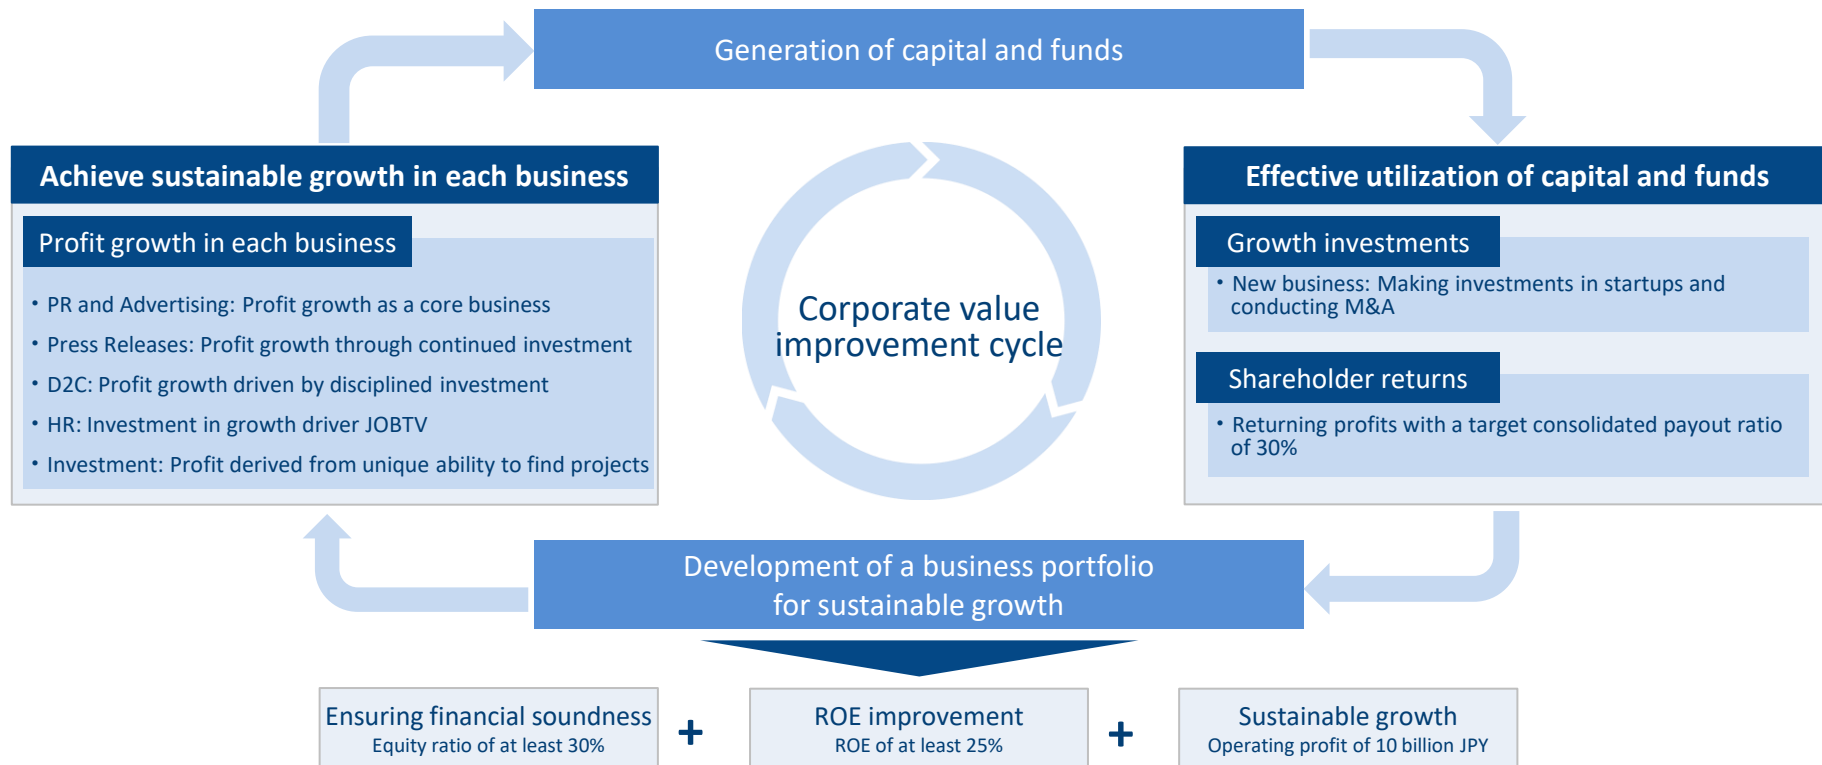 Generation of capital and funds
Achieve sustainable growth in each business
Profit growth in each business
• PR and Advertising: Profit growth as a core business
• Press Releases: Profit growth through continued investment
• D2C: Profit growth driven by disciplined investment
• HR: Investment in growth driver JOBTV
• Investment: Profit derived from unique ability to find projects
Corporate value
improvement cycle
Effective utilization of capital and funds
Growth investments
• New business: Making investments in startups and
conducting M&A
Shareholder returns
• Returning profits with a target consolidated payout ratio
of 30%
Development of a business portfolio
for sustainable growth
Ensuring financial soundness
Equity ratio of at least 30%
+
ROE improvement
ROE of at least 25%
+
Sustainable growth
Operating profit of 10 billion JPY